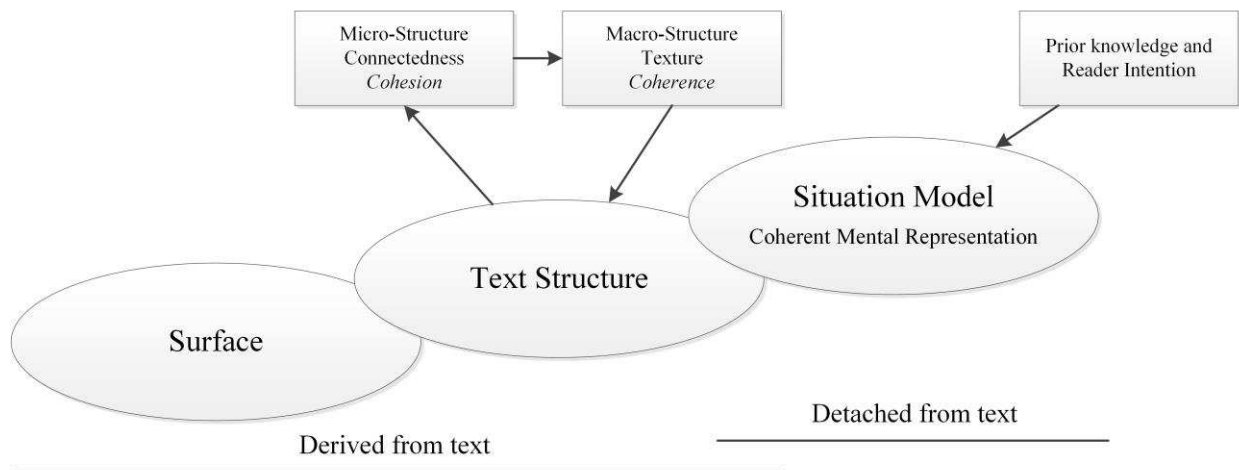 Micro-Structure
Connectedness
Cohesion
Macro-Structure
Texture
Coherence
Prior knowledge and
Reader Intention
Situation Model
Coherent Mental Representation
Text Structure
Surface
Detached from text
Derived from text